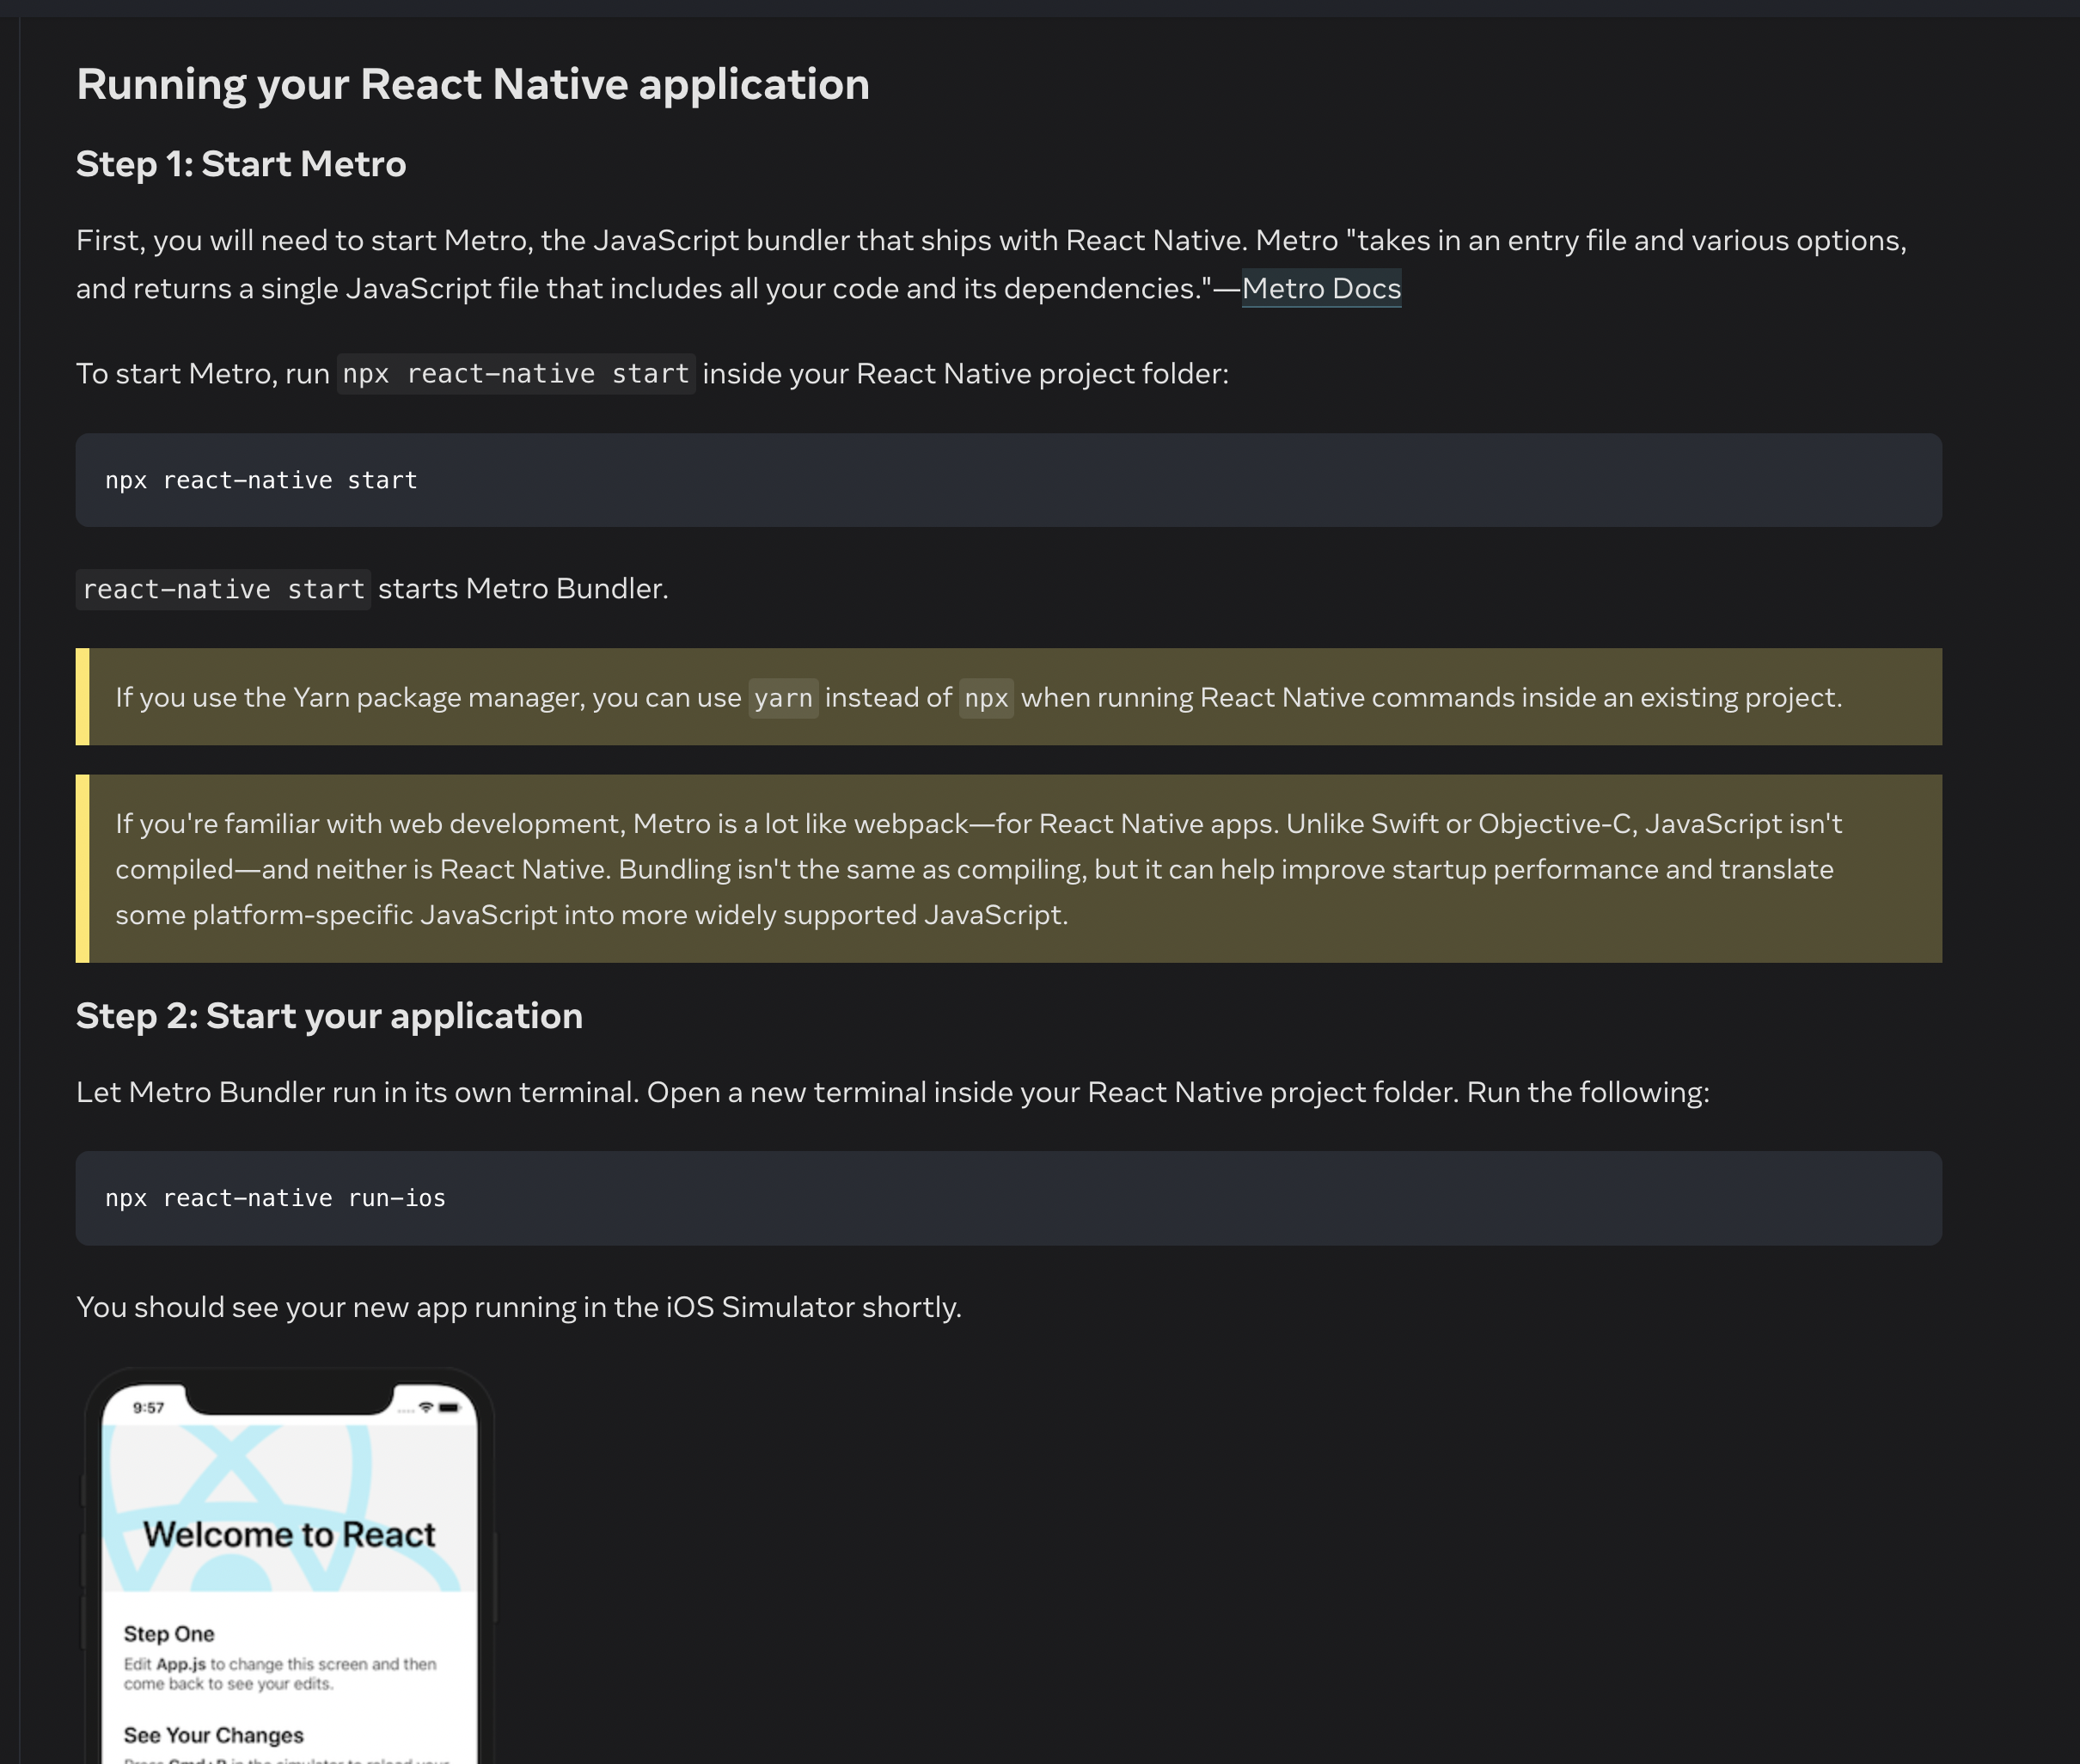 Running your React Native application
Step 1: Start Metro
First, you will need to start Metro, the JavaScript bundler that ships with React Native. Metro "takes in an entry file and various options,
and returns a single JavaScript file that includes all your code and its dependencies."—Metro Docs
To start Metro, run npx react-native start inside your React Native project folder:
npx react-native start
react-native start starts Metro Bundler.
If you use the Yarn package manager, you can use yarn instead of npx when running React Native commands inside an existing project.
If you're familiar with web development, Metro is a lot like webpack—for React Native apps. Unlike Swift or Objective-C, JavaScript isn't
compiled—and neither is React Native. Bundling isn't the same as compiling, but it can help improve startup performance and translate
some platform-specific JavaScript into more widely supported JavaScript.
Step 2: Start your application
Let Metro Bundler run in its own terminal. Open a new terminal inside your React Native project folder. Run the following:
npx react-native run-ios
You should see your new app running in the iOS Simulator shortly.
9:57
Welcome to React
Step One
Edit App.js to change this screen and then
come back to see your edits.
See Your Changes